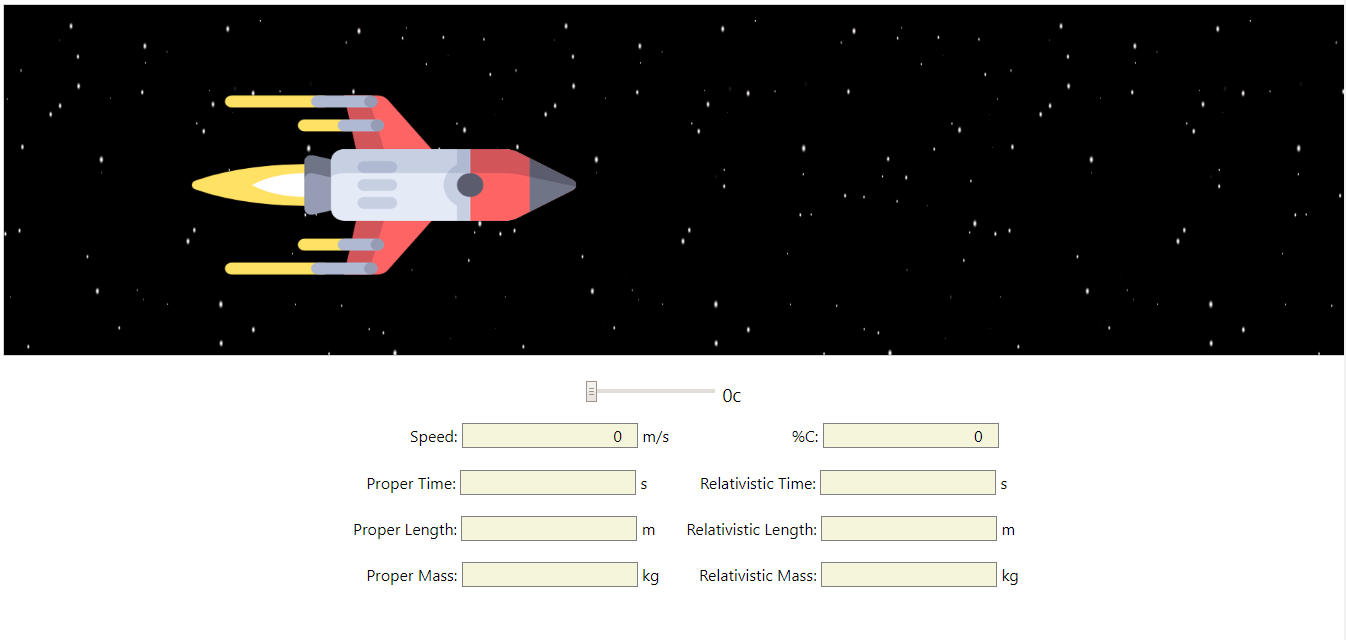 0c
Speed: 0 m/s %C: 0
Proper Time: s Relativistic Time: s
Proper Length: m Relativistic Length: m
Proper Mass: kg Relativistic Mass: kg